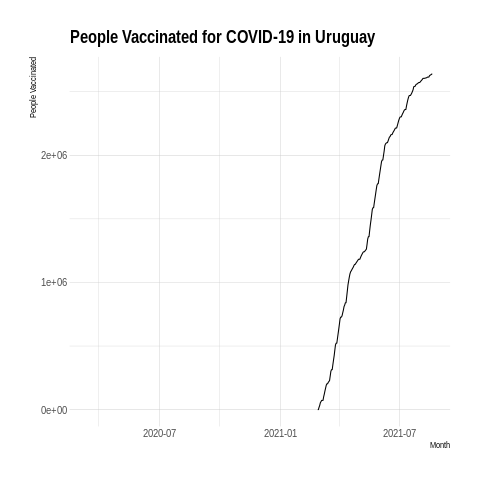 People Vaccinated for COVID-19 in Uruguay
People Vaccinated
2e+06
1e+06
0e+00
2020-07 2021-01 2021-07
Month